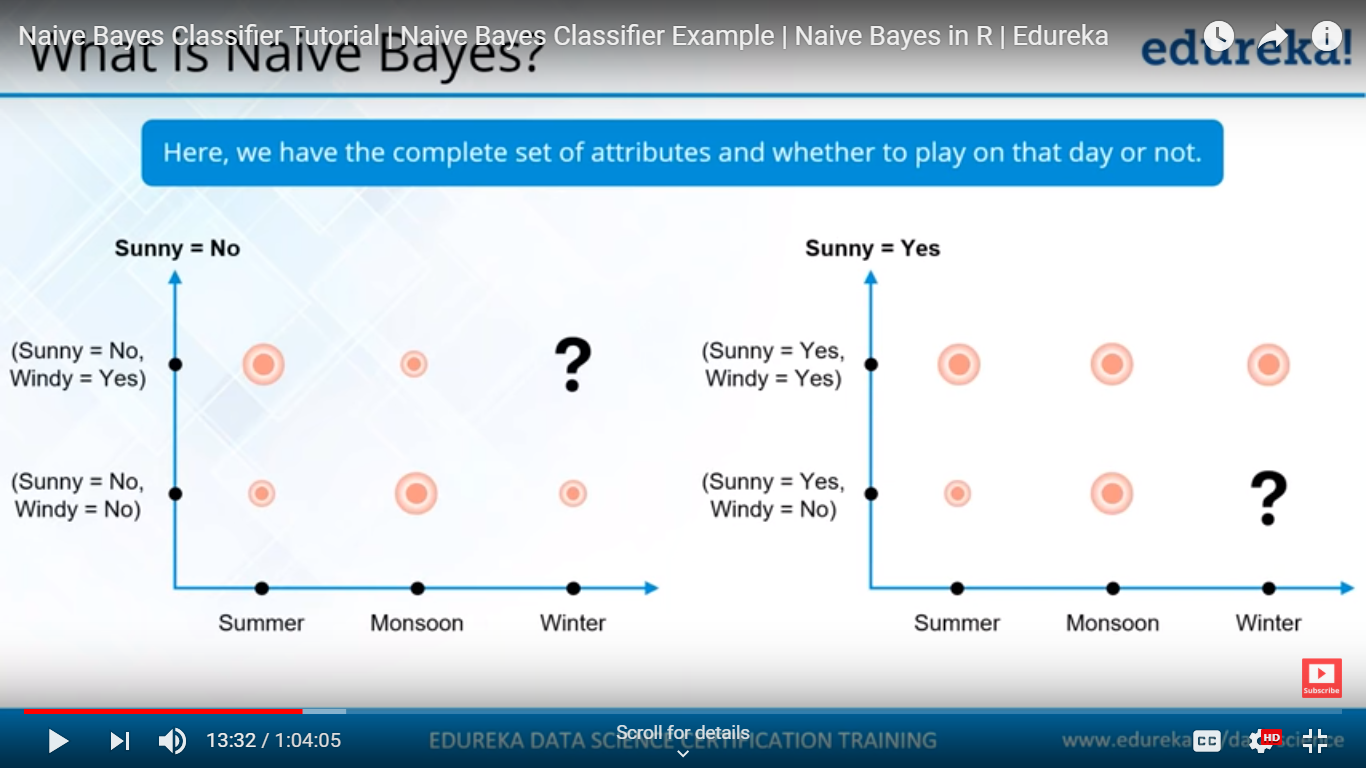 Naive Bayes Classifier Tutorial | Naive Bayes Classifier Example | Naive Bayes in R | Edureka
What is Naive Bayes?
edureka!
Here, we have the complete set of attributes and whether to play on that day or not.
Sunny = No
(Sunny = No,
Windy = Yes)
?
(Sunny = No,
Windy = No)
Summer Monsoon Winter
Sunny = Yes
(Sunny = Yes,
Windy = Yes)
(Sunny = Yes,
Windy = No)
?
Summer Monsoon Winter
Subscribe
13:32 / 1:04:05
Scroll for details
EDUREKA DATA SCIENCE CERTIFICATION TRAINING
CC
HD